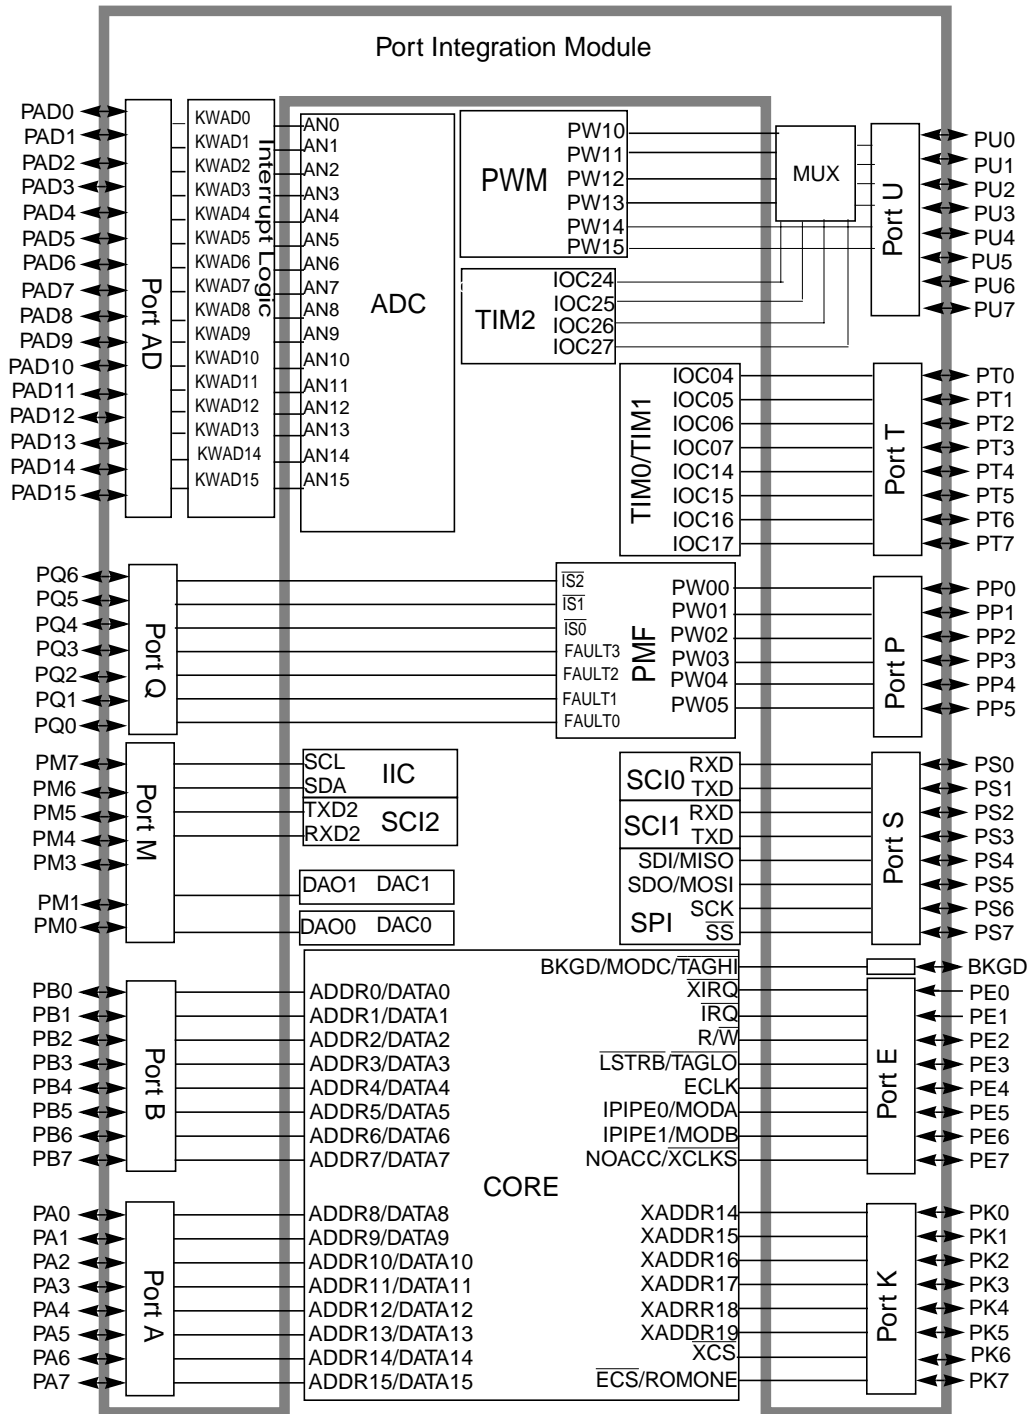 Port Integration Module
PAD0
PAD1
PAD2
PAD3
PAD4
PAD5
PAD6
PAD7
PAD8
PAD9
PAD10
PAD11
PAD12
PAD13
PAD14
PAD15
Port AD
KWAD0
KWAD1
KWAD2
KWAD3
KWAD4
KWAD5
KWAD6
KWAD7
KWAD8
KWAD9
KWAD10
KWAD11
KWAD12
KWAD13
KWAD14
KWAD15
Interrupt Logic
AN0
AN1
AN2
AN3
AN4
AN5
AN6
AN7
AN8
AN9
AN10
AN11
AN12
AN13
AN14
AN15
ADC
PWM
PW10
PW11
PW12
PW13
PW14
PW15
MUX
Port U
PU0
PU1
PU2
PU3
PU4
PU5
PU6
PU7
TIM2
IOC24
IOC25
IOC26
IOC27
TIM0/TIM1
IOC04
IOC05
IOC06
IOC07
IOC14
IOC15
IOC16
IOC17
Port T
PT0
PT1
PT2
PT3
PT4
PT5
PT6
PT7
PQ6
PQ5
PQ4
PQ3
PQ2
PQ1
PQ0
Port Q
IS2
IS1
IS0
FAULT3
FAULT2
FAULT1
FAULT0
PMF
PW00
PW01
PW02
PW03
PW04
PW05
Port P
PP0
PP1
PP2
PP3
PP4
PP5
PM7
PM6
PM5
PM4
PM3
PM1
PM0
Port M
SCL
SDA
IIC
TXD2
RXD2
SCI2
DAO1 DAC1
DAO0 DAC0
SCI0
RXD
TXD
SCI1
RXD
TXD
SDI/MISO
SDO/MOSI
SCK
SS
SPI
Port S
PS0
PS1
PS2
PS3
PS4
PS5
PS6
PS7
PB0
PB1
PB2
PB3
PB4
PB5
PB6
PB7
Port B
ADDR0/DATA0
ADDR1/DATA1
ADDR2/DATA2
ADDR3/DATA3
ADDR4/DATA4
ADDR5/DATA5
ADDR6/DATA6
ADDR7/DATA7
CORE
BKGD/MODC/TAGHI
XIRQ
IRQ
R/W
LSTRB/TAGLO
ECLK
IPIPE0/MODA
IPIPE1/MODB
NOACC/XCLKS
Port E
BKGD
PE0
PE1
PE2
PE3
PE4
PE5
PE6
PE7
PA0
PA1
PA2
PA3
PA4
PA5
PA6
PA7
Port A
ADDR8/DATA8
ADDR9/DATA9
ADDR10/DATA10
ADDR11/DATA11
ADDR12/DATA12
ADDR13/DATA13
ADDR14/DATA14
ADDR15/DATA15
XADDR14
XADDR15
XADDR16
XADDR17
XADRR18
XADDR19
XCS
ECS/ROMONE
Port K
PK0
PK1
PK2
PK3
PK4
PK5
PK6
PK7